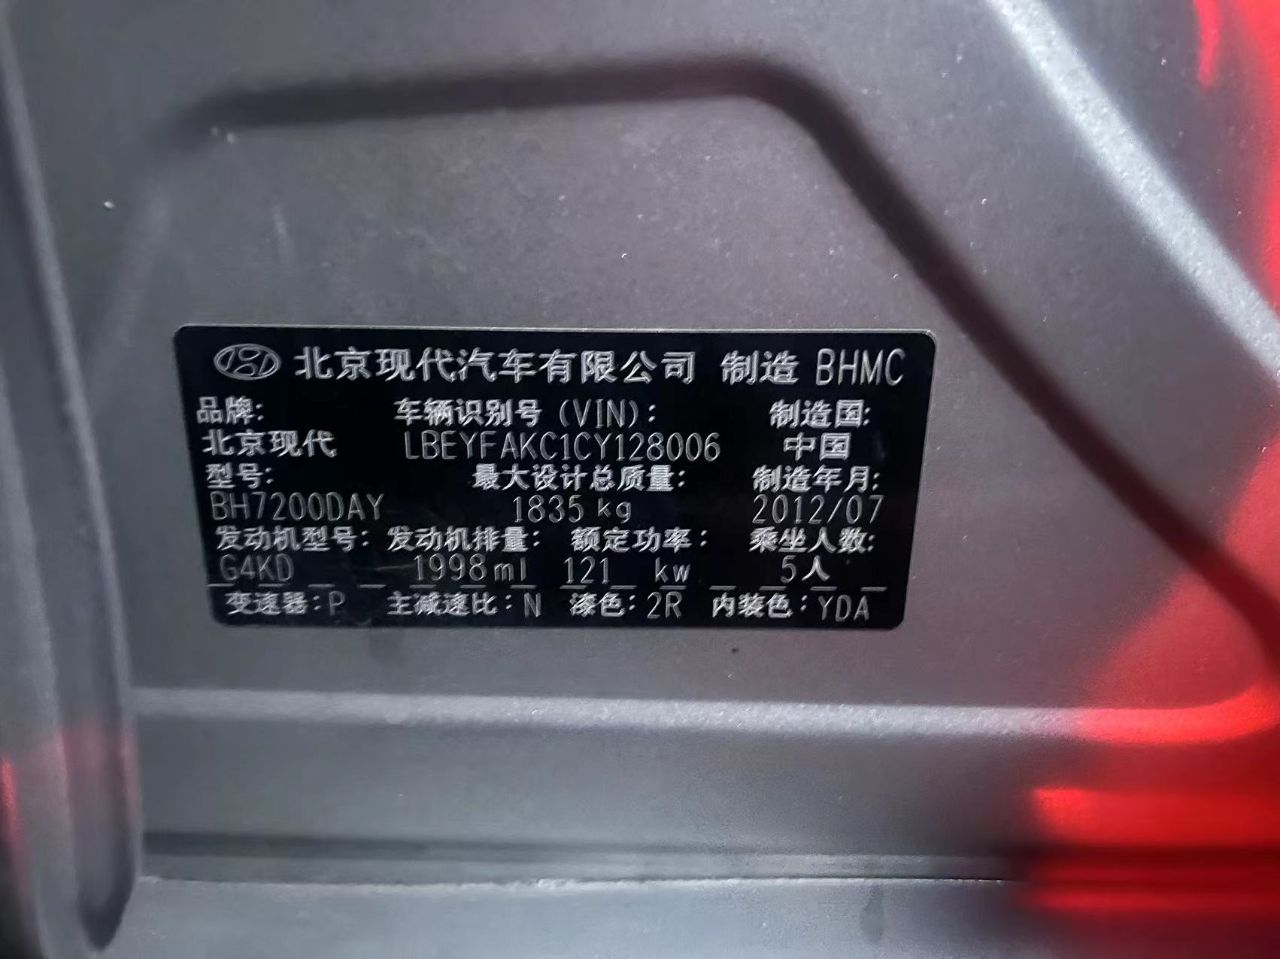 北京现代汽车有限公司 制造 BHMC
品牌: 车辆识别号(VIN): 制造国:
北京现代 LBEYFAKC1CY128006 中国
型号: 最大设计总质量: 制造年月:
BH7200DAY 1835kg 2012/07
发动机型号: 发动机排量: 额定功率: 乘坐人数:
G4KD 1998ml 121 kw 5人
变速器:P 主减速比:N 漆色:2R 内装色:YDA